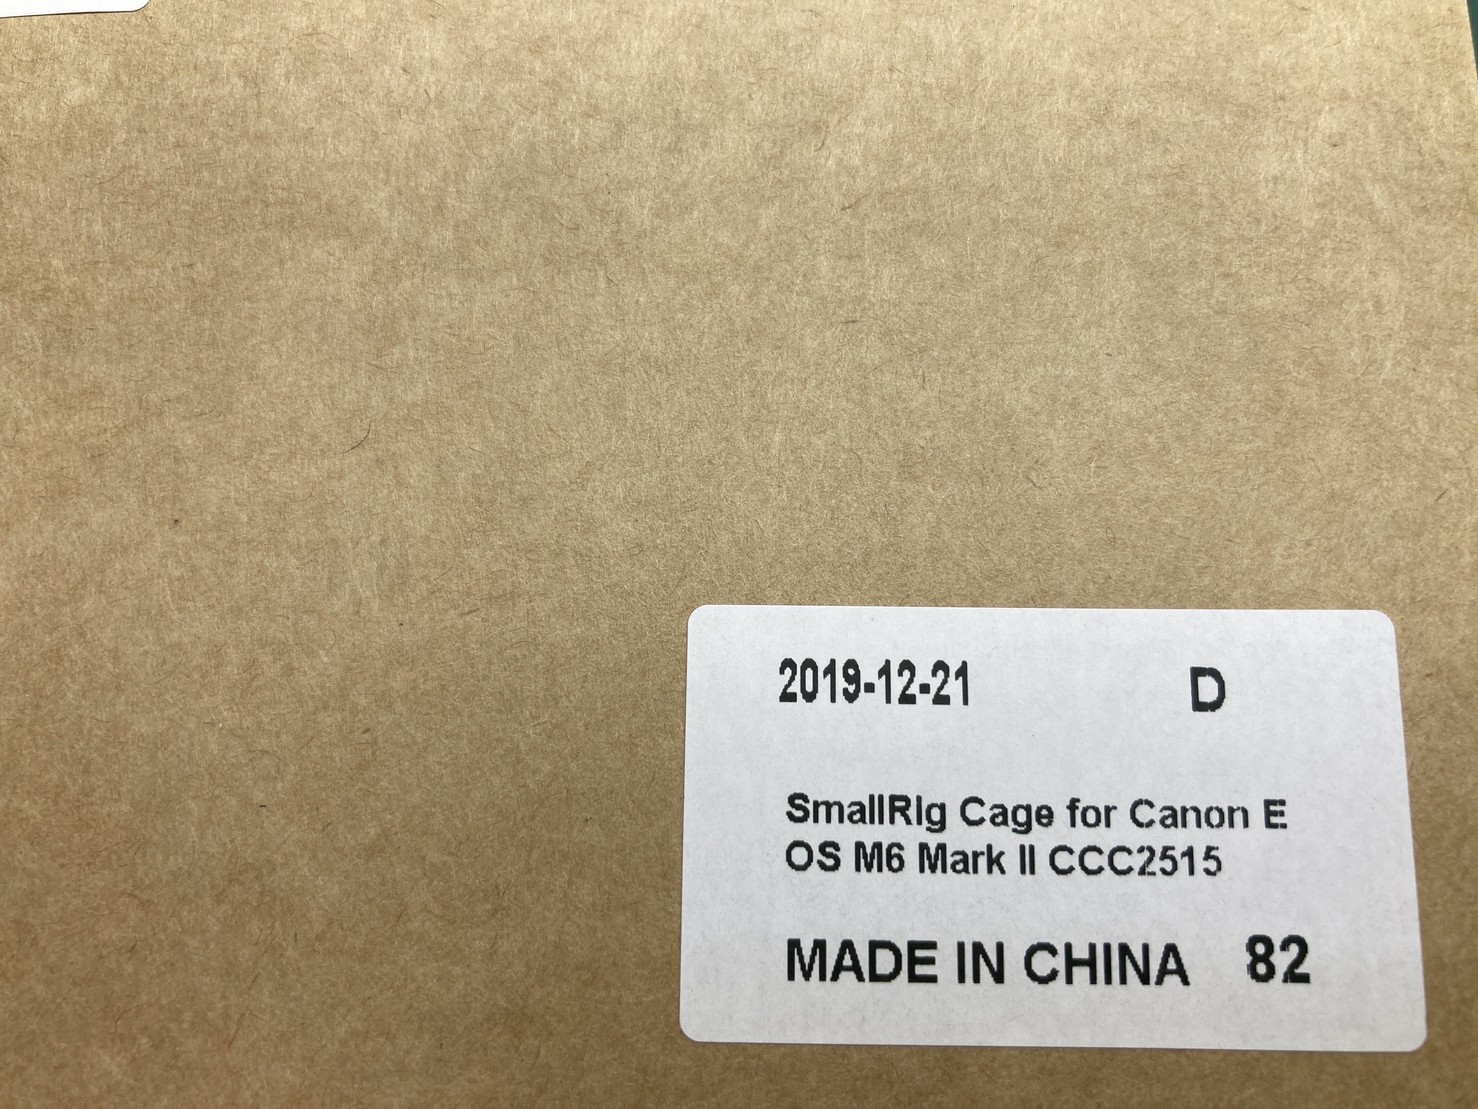 2019-12-21 D
SmallRIg Cage for Canon E
OS M6 Mark II CCC2515
MADE IN CHINA 82